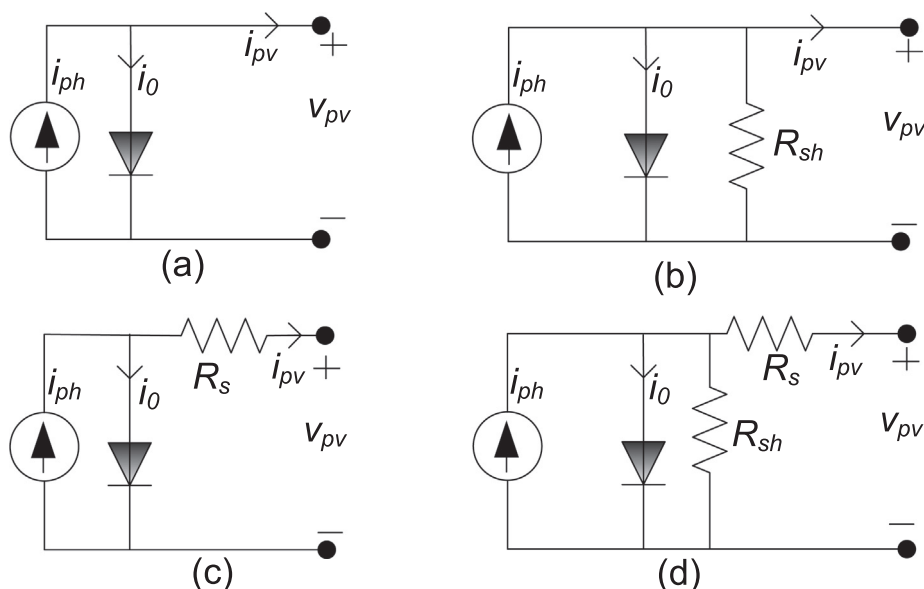 i_ph i_0 i_pv + v_pv −
(a)
i_ph i_0 R_sh i_pv + v_pv −
(b)
i_ph i_0 R_s i_pv + v_pv −
(c)
i_ph i_0 R_sh R_s i_pv + v_pv −
(d)